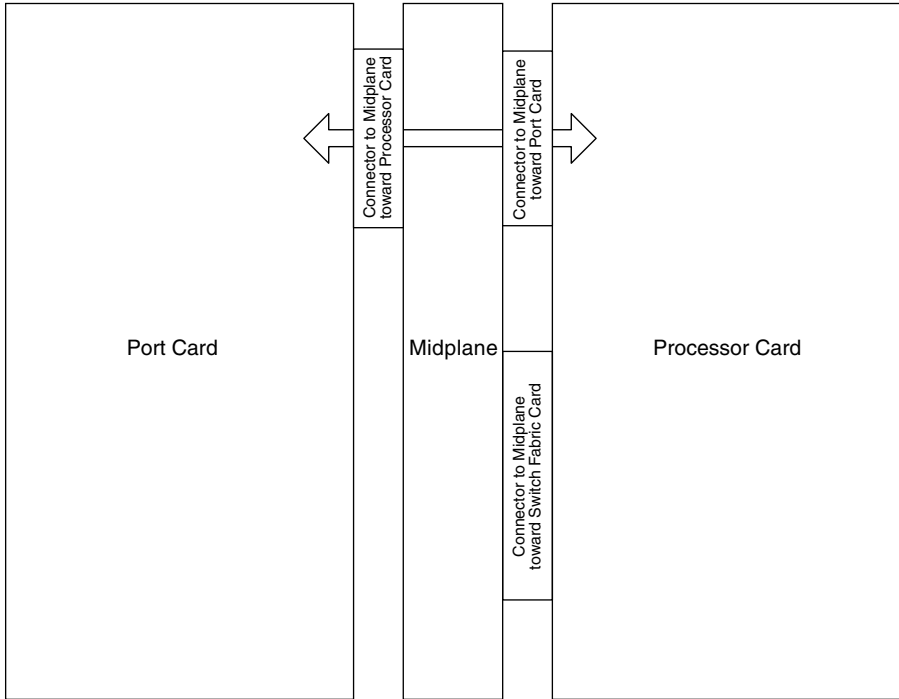 Connector to Midplane
toward Processor Card
Connector to Midplane
toward Port Card
Port Card
Midplane
Processor Card
Connector to Midplane
toward Switch Fabric Card